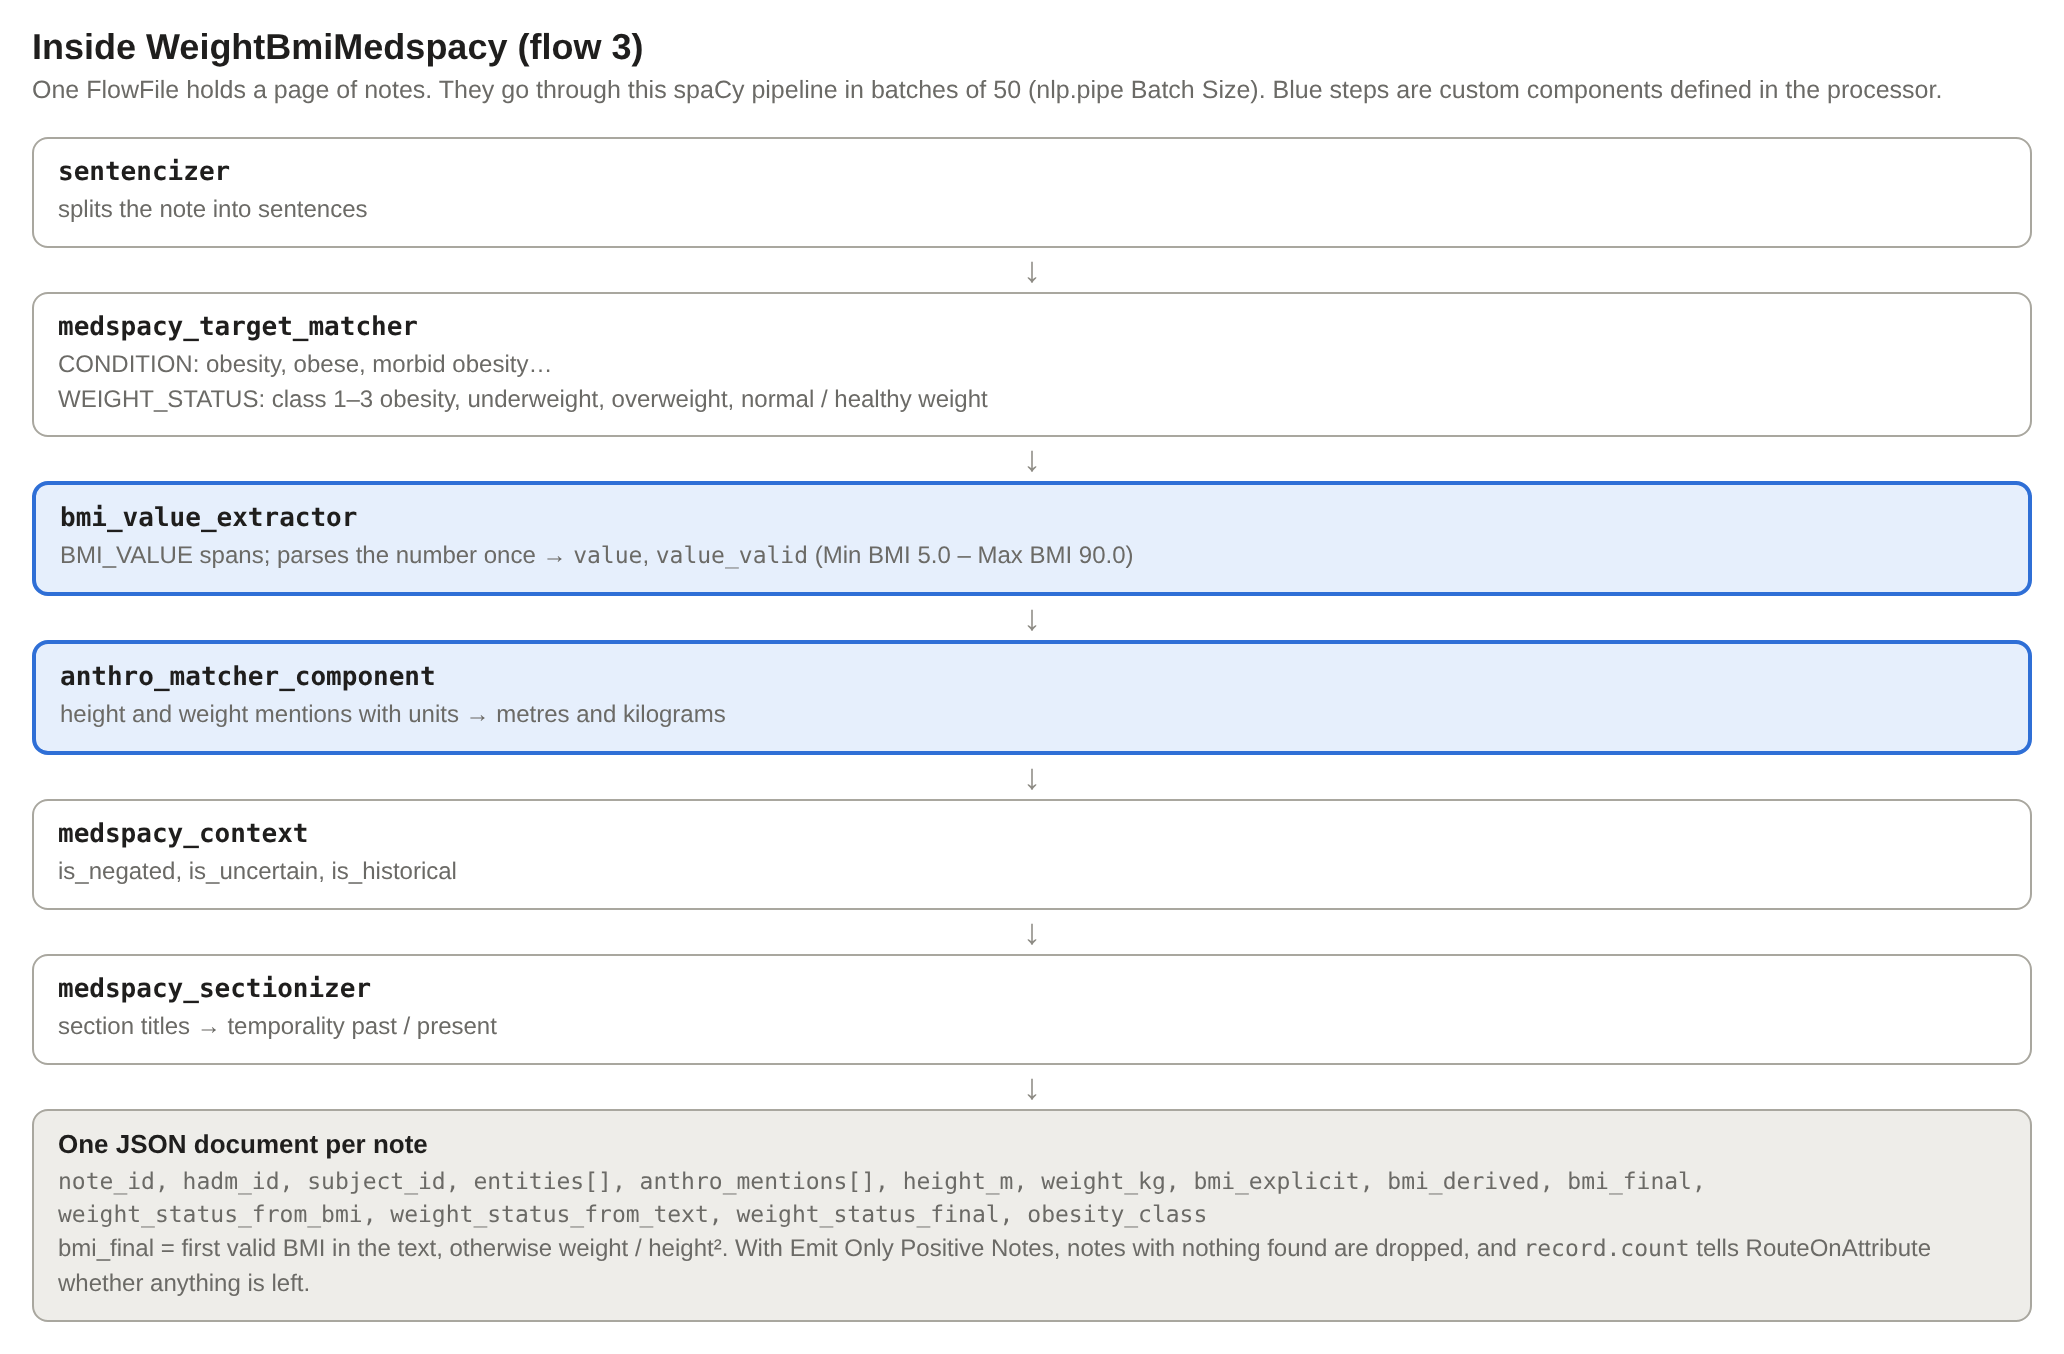 Inside WeightBmiMedspacy (flow 3)
One FlowFile holds a page of notes. They go through this spaCy pipeline in batches of 50 (nlp.pipe Batch Size). Blue steps are custom components defined in the processor.
sentencizer
splits the note into sentences
↓
medspacy_target_matcher
CONDITION: obesity, obese, morbid obesity…
WEIGHT_STATUS: class 1–3 obesity, underweight, overweight, normal / healthy weight
↓
bmi_value_extractor
BMI_VALUE spans; parses the number once → value, value_valid (Min BMI 5.0 – Max BMI 90.0)
↓
anthro_matcher_component
height and weight mentions with units → metres and kilograms
↓
medspacy_context
is_negated, is_uncertain, is_historical
↓
medspacy_sectionizer
section titles → temporality past / present
↓
One JSON document per note
note_id, hadm_id, subject_id, entities[], anthro_mentions[], height_m, weight_kg, bmi_explicit, bmi_derived, bmi_final,
weight_status_from_bmi, weight_status_from_text, weight_status_final, obesity_class
bmi_final = first valid BMI in the text, otherwise weight / height². With Emit Only Positive Notes, notes with nothing found are dropped, and record.count tells RouteOnAttribute
whether anything is left.